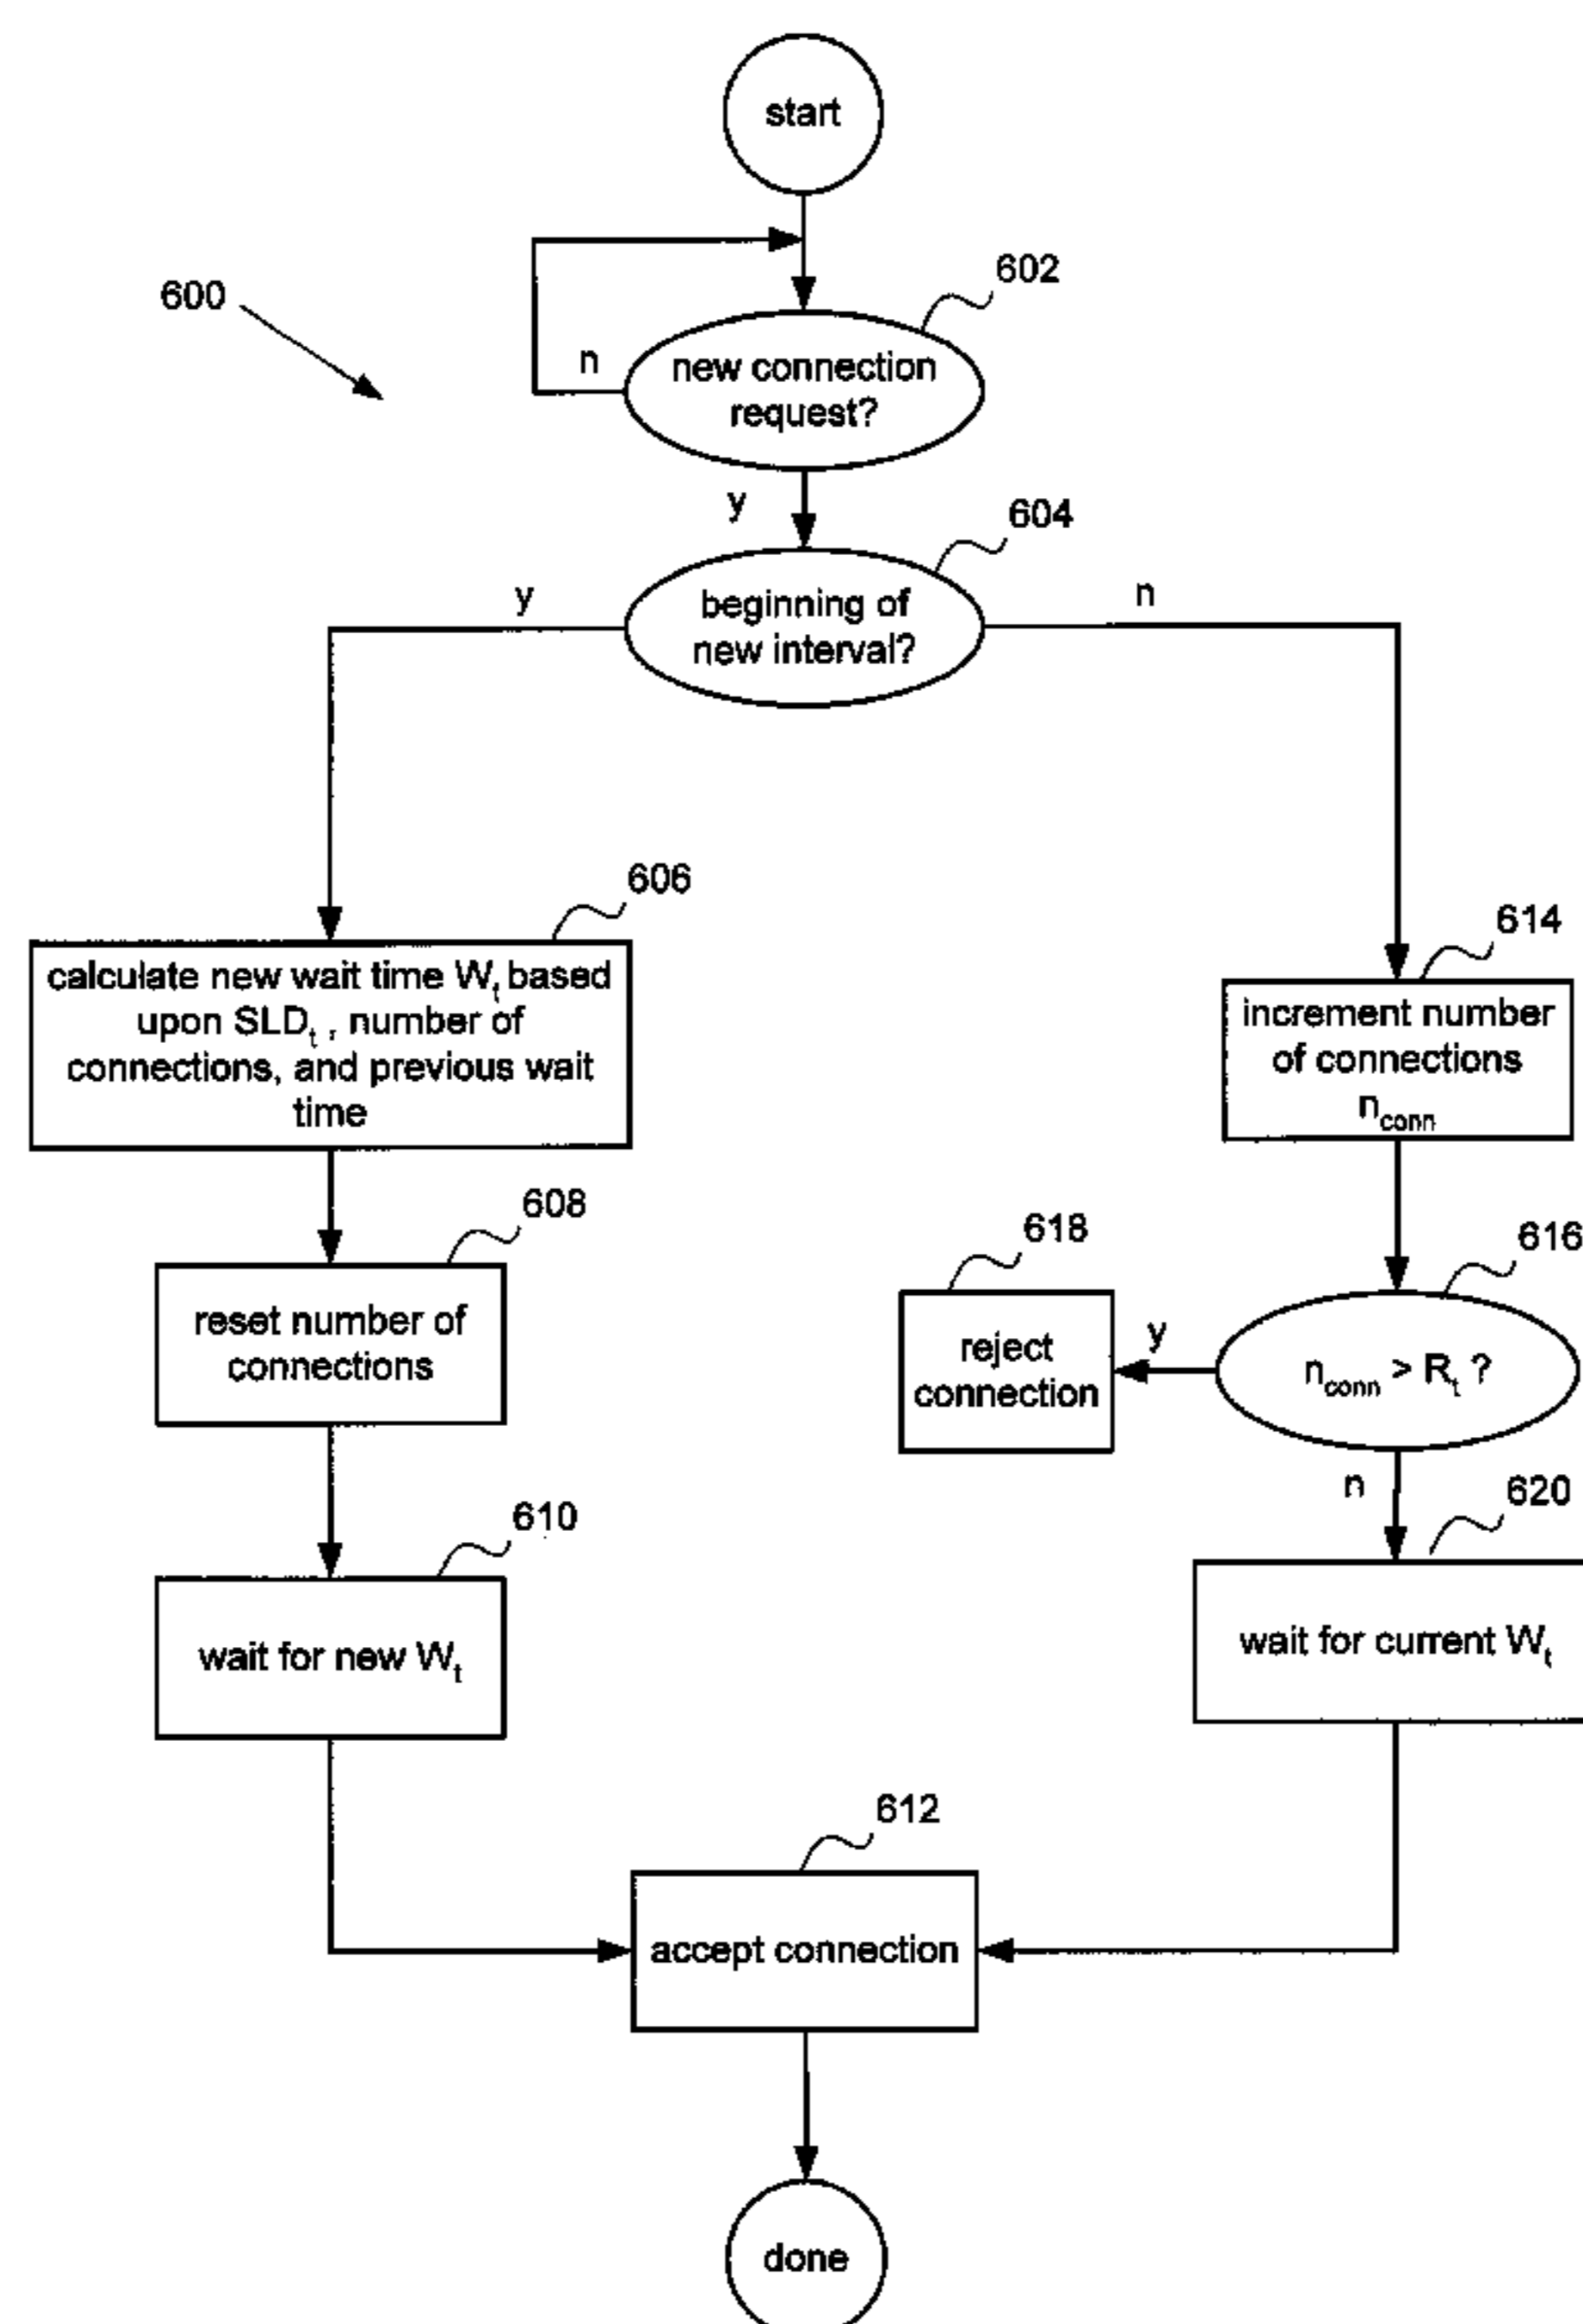 start
600
602
n
new connection
request?
y
604
y
beginning of
new interval?
n
606
calculate new wait time Wt based
upon SLDt , number of
connections, and previous wait
time
614
increment number
of connections
nconn
608
reset number of
connections
618
reject
connection
y
616
nconn > Rt ?
n
610
wait for new Wt
620
wait for current Wt
612
accept connection
done